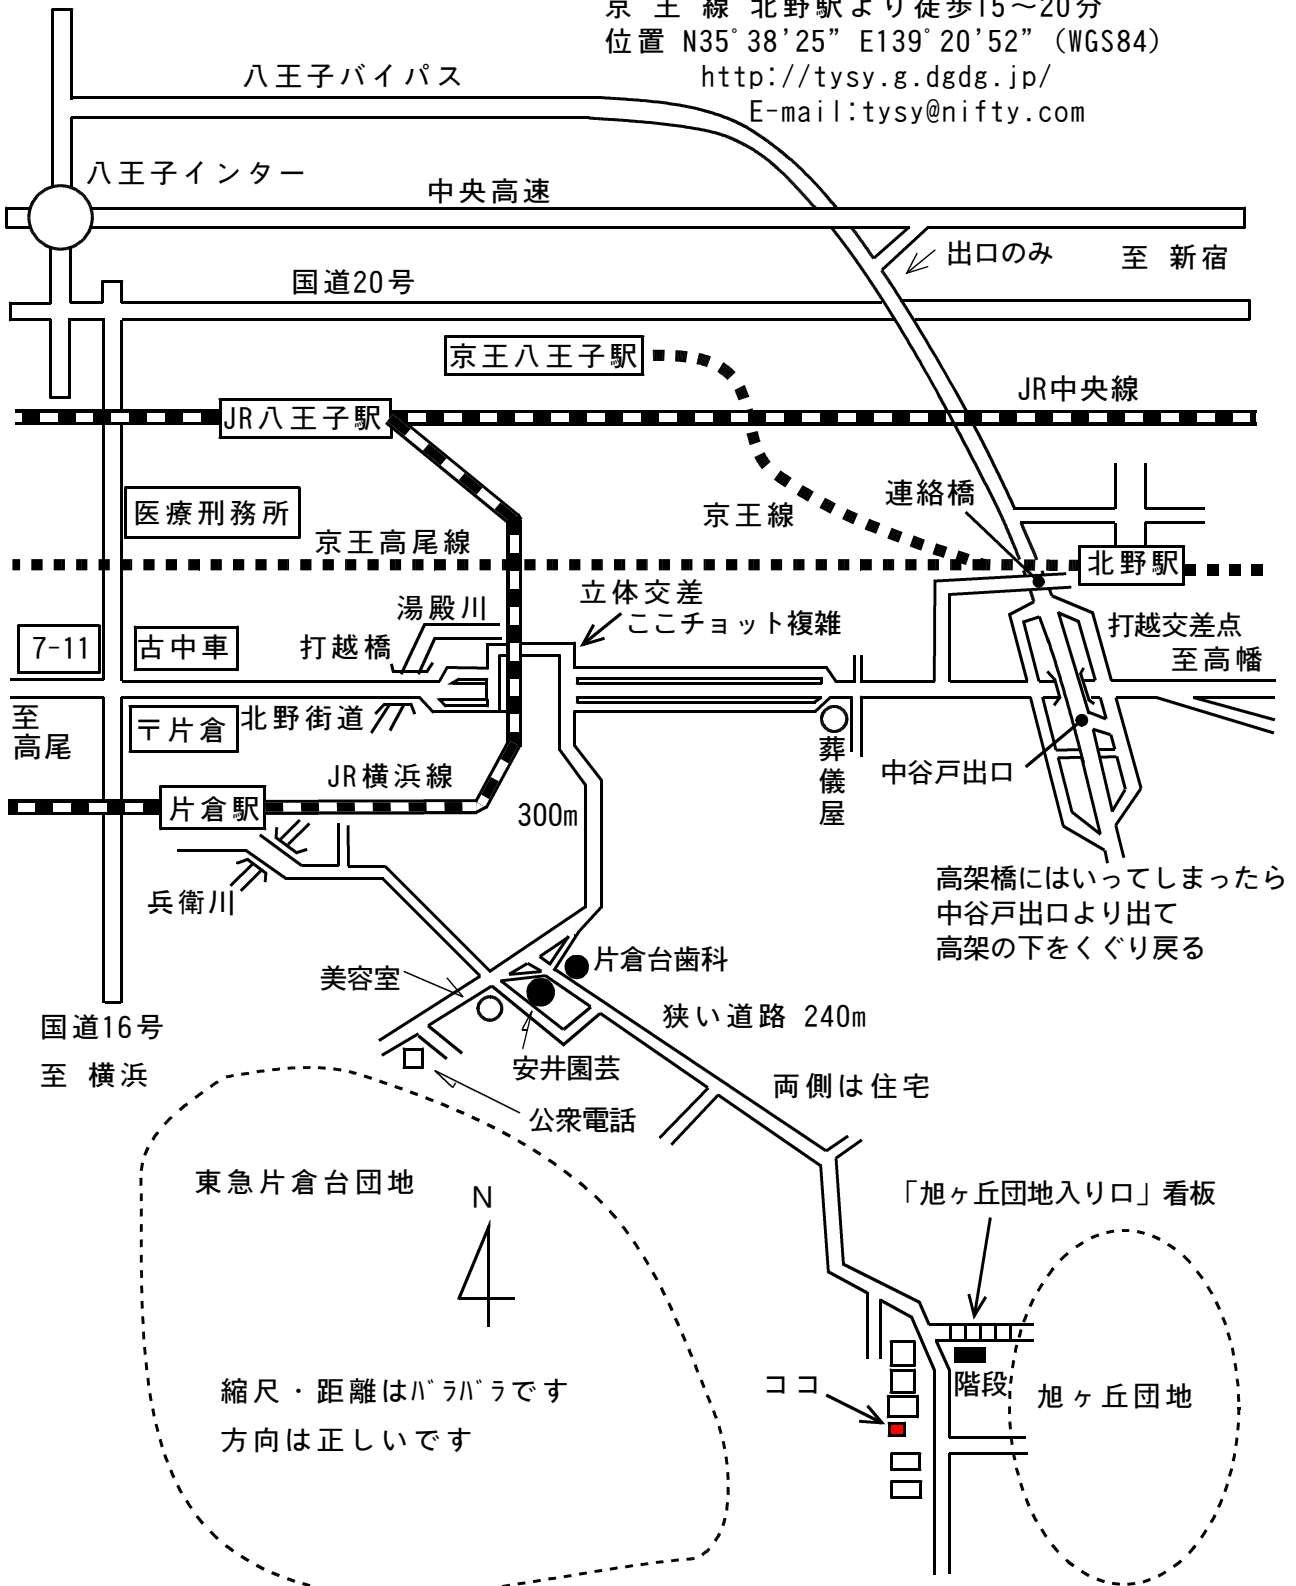 京 王 線 北野駅より徒歩15～20分
位置 N35ﾟ38’25” E139ﾟ20’52” (WGS84)
http://tysy.g.dgdg.jp/
E-mail:tysy@nifty.com
八王子バイパス
八王子インター
中央高速
出口のみ
至 新宿
国道20号
京王八王子駅
JR中央線
JR八王子駅
連絡橋
医療刑務所
京王線
京王高尾線
北野駅
湯殿川
立体交差
ここチョット複雑
打越交差点
至高幡
7-11
古中車
打越橋
至
高尾
〒片倉
北野街道
葬
儀
屋
中谷戸出口
JR横浜線
片倉駅
300m
高架橋にはいってしまったら
中谷戸出口より出て
高架の下をくぐり戻る
兵衛川
片倉台歯科
美容室
狭い道路 240m
国道16号
至 横浜
安井園芸
両側は住宅
公衆電話
東急片倉台団地
N
「旭ヶ丘団地入り口」看板
縮尺・距離はﾊﾞﾗﾊﾞﾗです
方向は正しいです
ココ
階段
旭ヶ丘団地